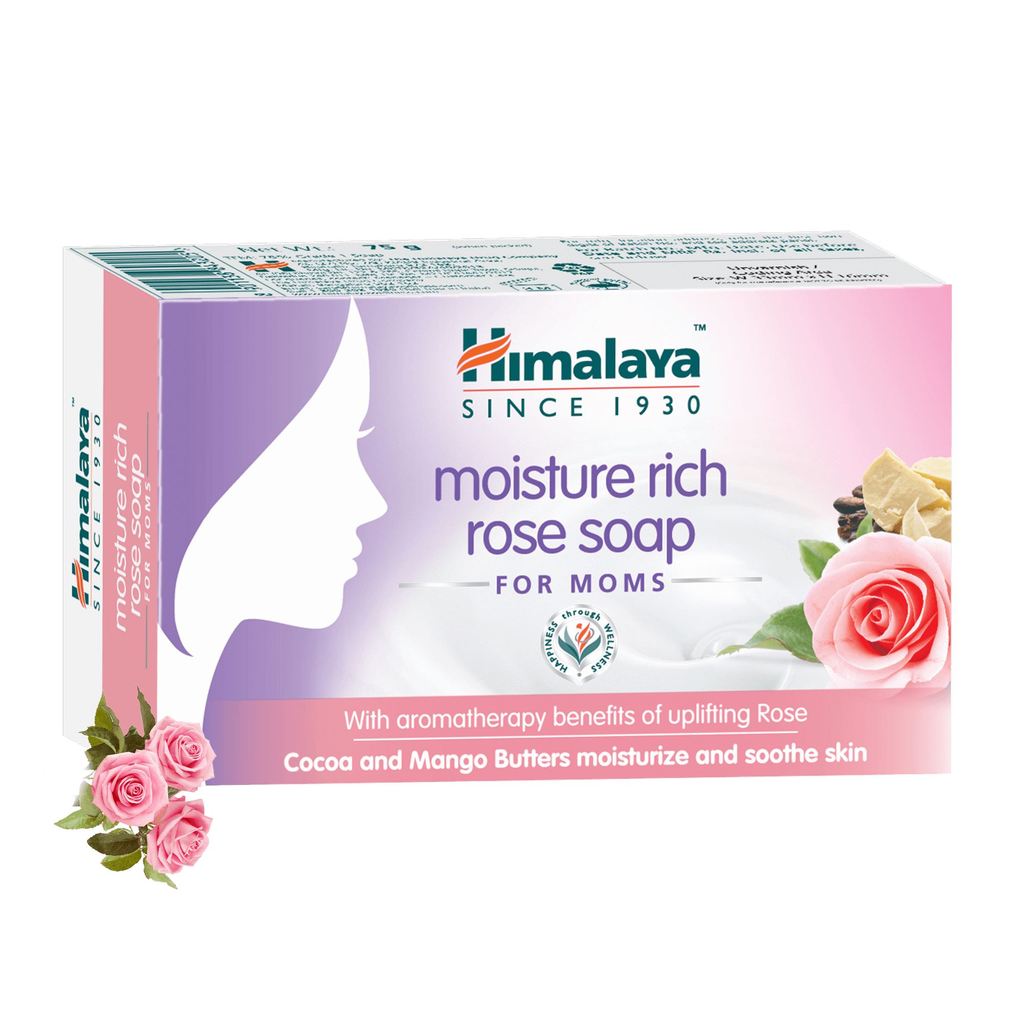 Net Wt.: 75 g
Himalaya
SINCE 1930
moisture rich
rose soap
FOR MOMS
Himalaya™
SINCE 1930
moisture rich
rose soap
FOR MOMS
HAPPINESS through WELLNESS
With aromatherapy benefits of uplifting Rose
Cocoa and Mango Butters moisturize and soothe skin